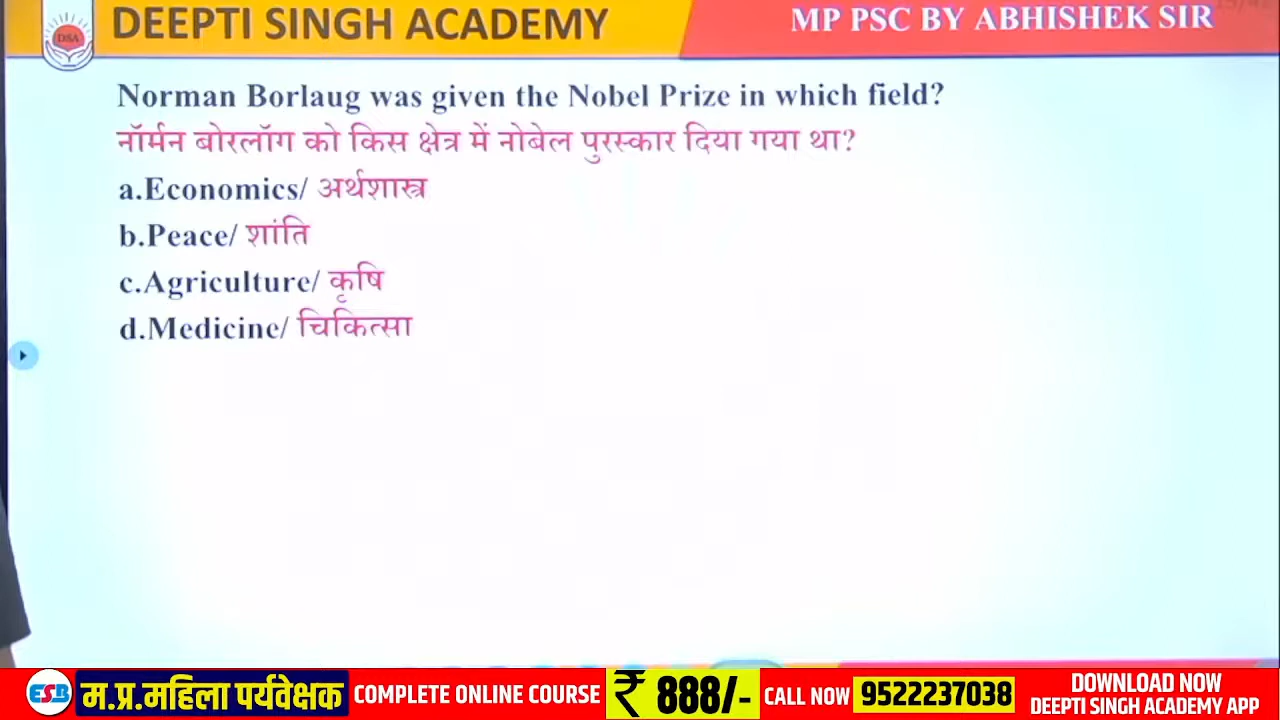 DSA
DEEPTI SINGH ACADEMY
MP PSC BY ABHISHEK SIR
Norman Borlaug was given the Nobel Prize in which field?
नॉर्मन बोरलॉग को किस क्षेत्र में नोबेल पुरस्कार दिया गया था?
a.Economics/ अर्थशास्त्र
b.Peace/ शांति
c.Agriculture/ कृषि
d.Medicine/ चिकित्सा
ESB म.प्र.महिला पर्यवेक्षक COMPLETE ONLINE COURSE ₹ 888/- CALL NOW 9522237038 DOWNLOAD NOW
DEEPTI SINGH ACADEMY APP